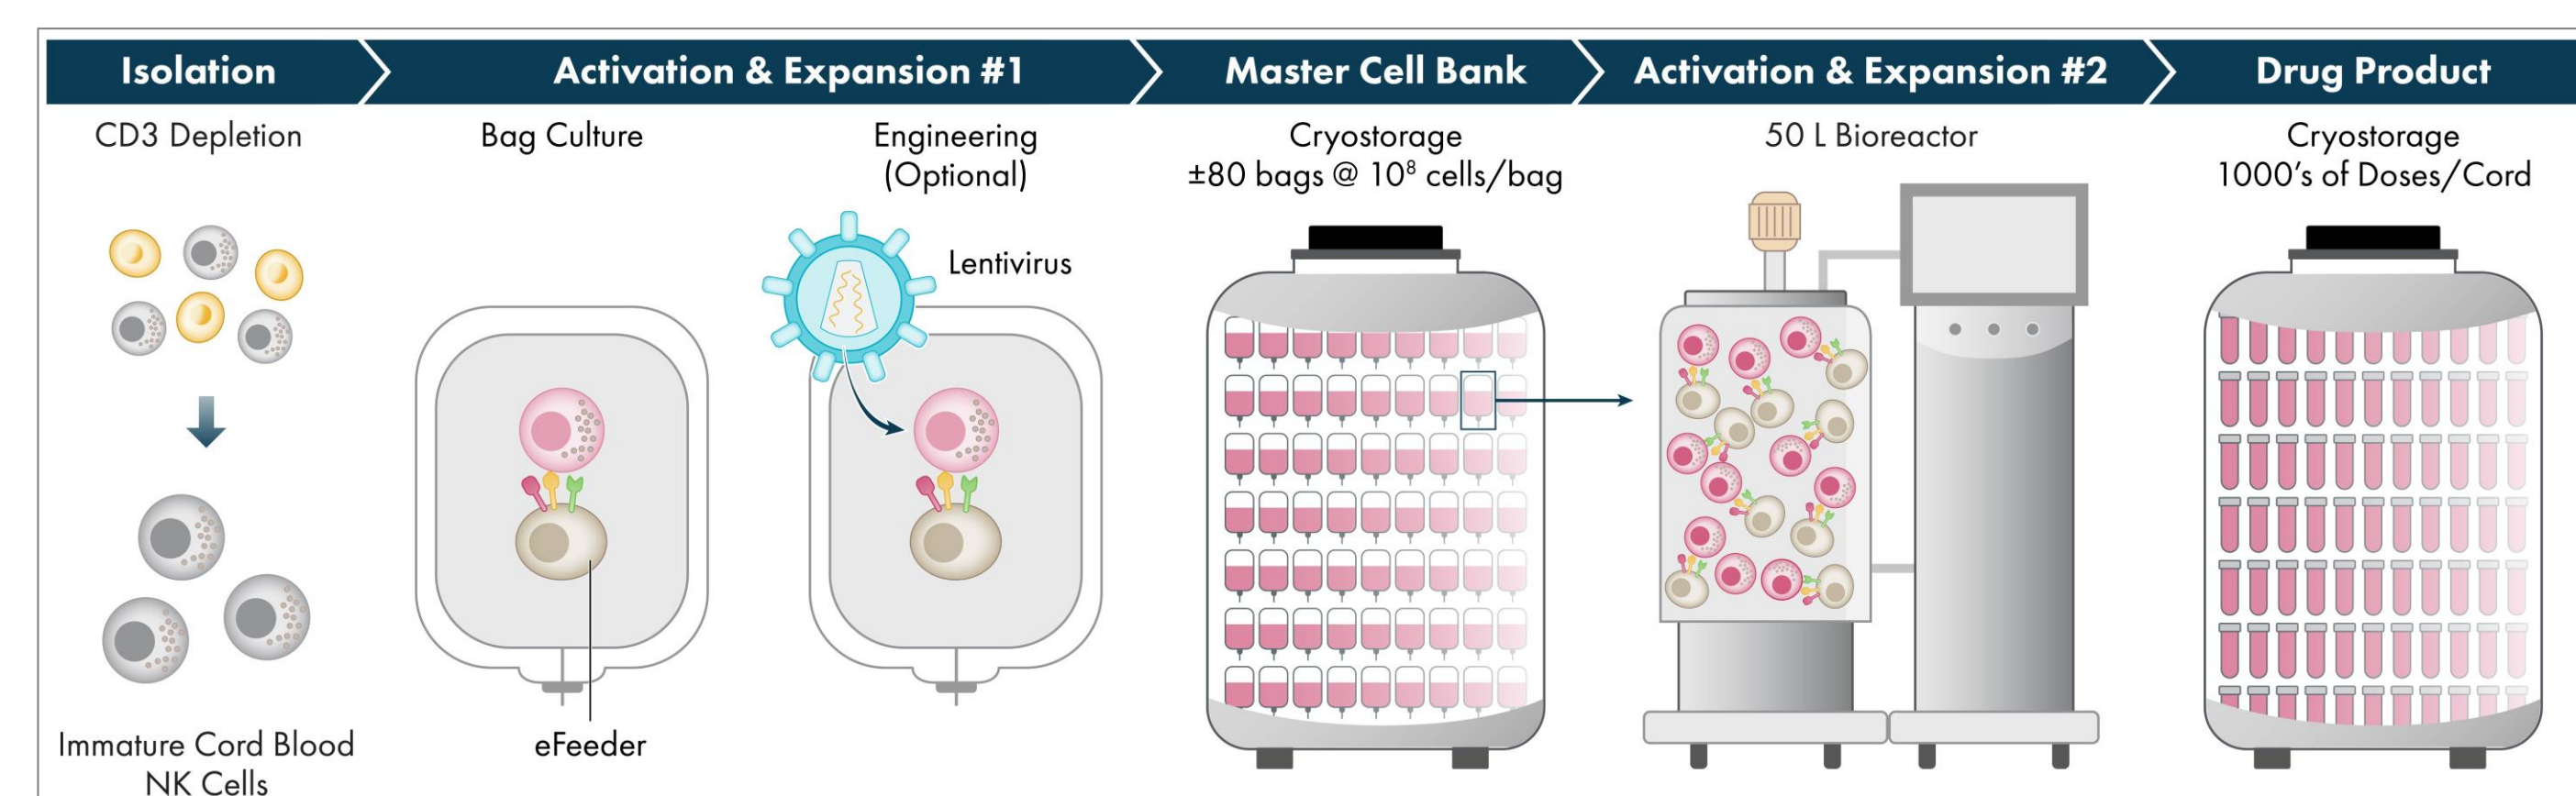 Isolation
Activation & Expansion #1
Master Cell Bank
Activation & Expansion #2
Drug Product
CD3 Depletion
Bag Culture
Engineering
(Optional)
Cryostorage
±80 bags @ 10⁸ cells/bag
50 L Bioreactor
Cryostorage
1000’s of Doses/Cord
Lentivirus
Immature Cord Blood
NK Cells
eFeeder